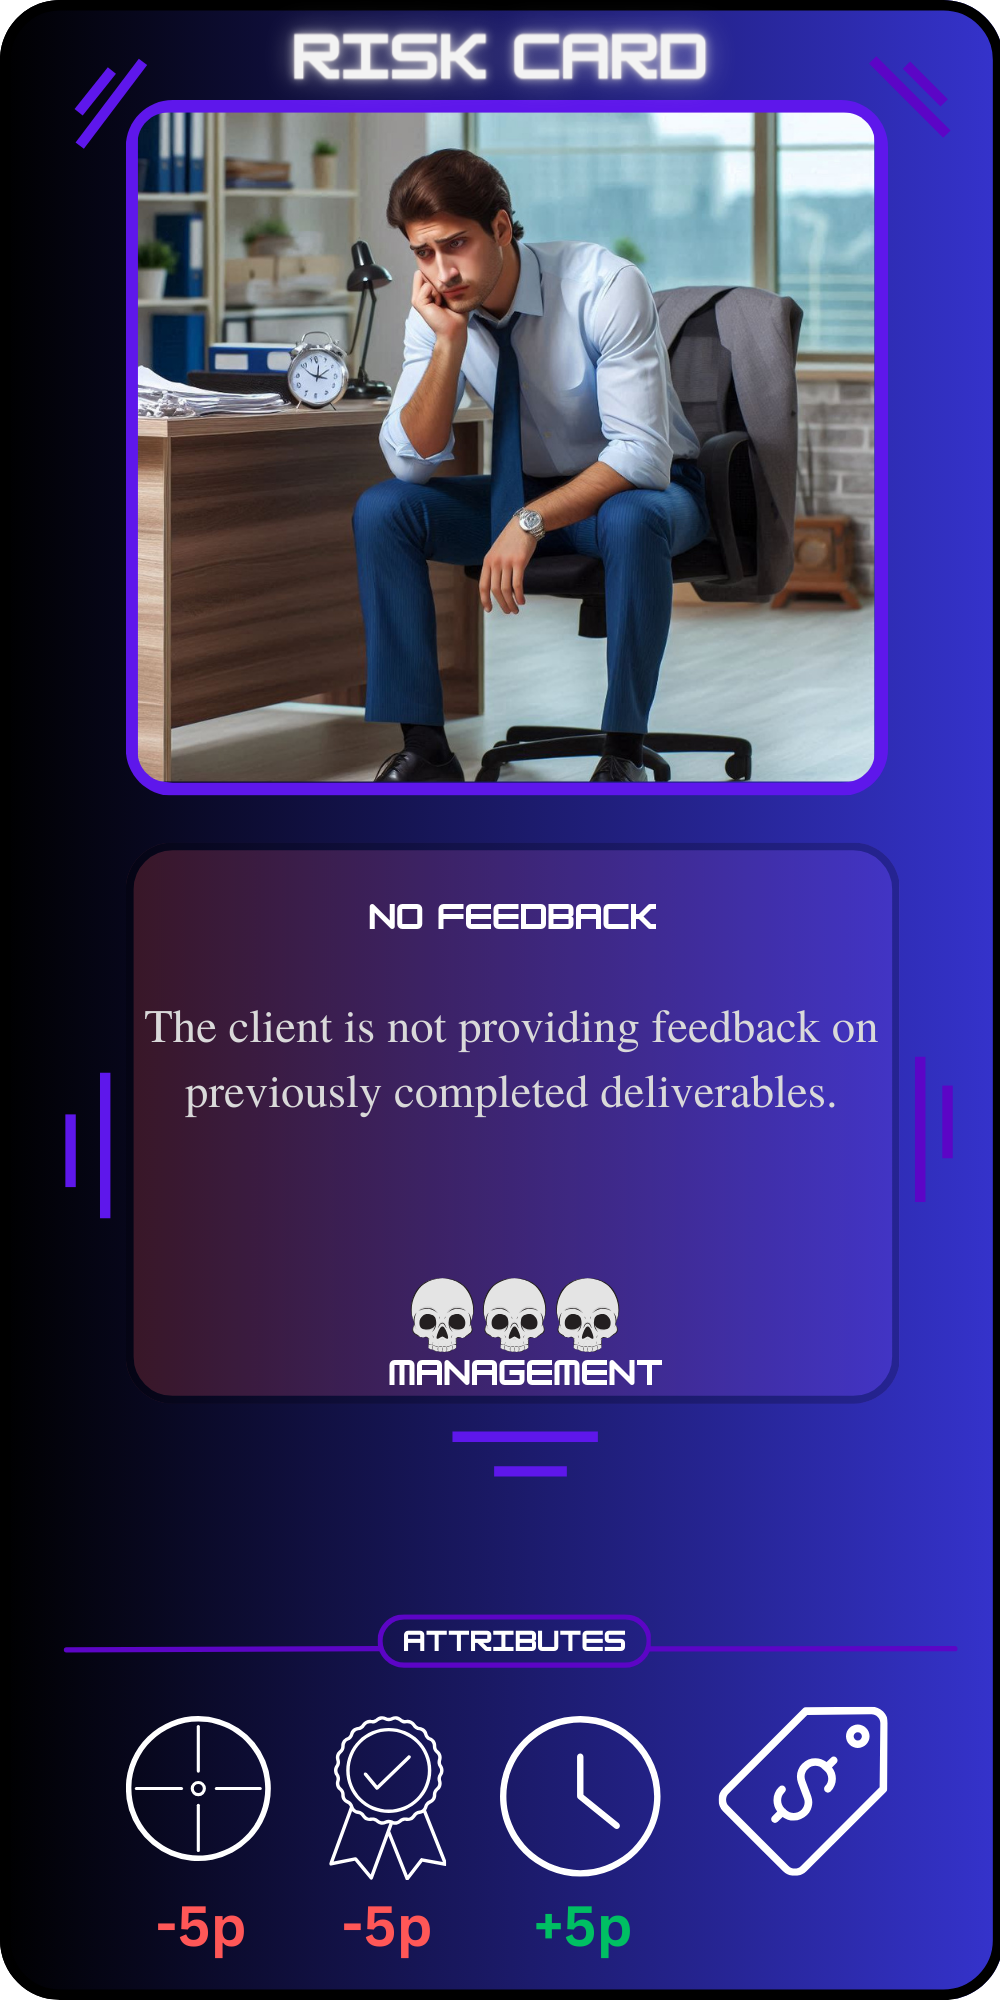 RISK CARD
NO FEEDBACK
The client is not providing feedback on
previously completed deliverables.
MANAGEMENT
ATTRIBUTES
$
-5p -5p +5p